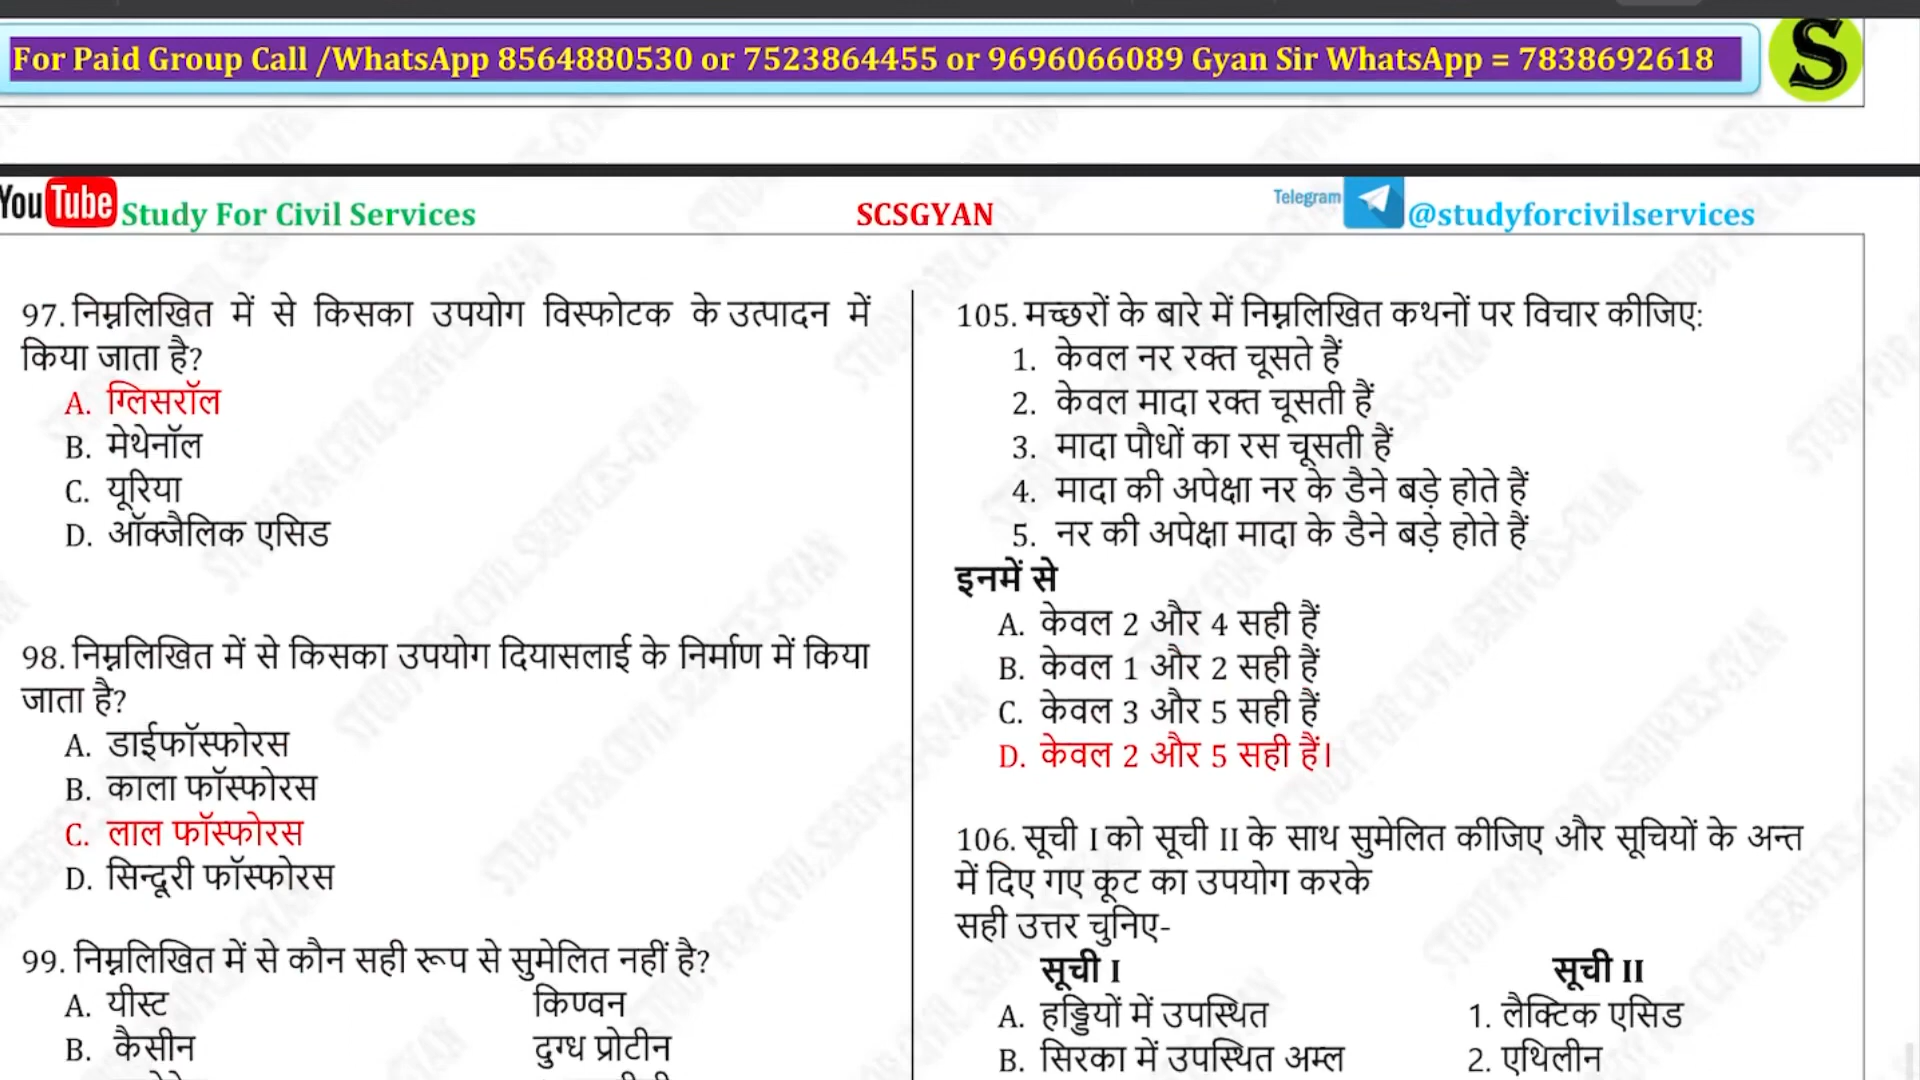 For Paid Group Call /WhatsApp 8564880530 or 7523864455 or 9696066089 Gyan Sir WhatsApp = 7838692618
S
YouTube Study For Civil Services
SCSGYAN
Telegram @studyforcivilservices
97. निम्नलिखित में से किसका उपयोग विस्फोटक के उत्पादन में
किया जाता है?
A. ग्लिसरॉल
B. मेथेनॉल
C. यूरिया
D. ऑक्जैलिक एसिड
98. निम्नलिखित में से किसका उपयोग दियासलाई के निर्माण में किया
जाता है?
A. डाईफॉस्फोरस
B. काला फॉस्फोरस
C. लाल फॉस्फोरस
D. सिन्दूरी फॉस्फोरस
99. निम्नलिखित में से कौन सही रूप से सुमेलित नहीं है?
A. यीस्ट किण्वन
B. कैसीन दुग्ध प्रोटीन
105. मच्छरों के बारे में निम्नलिखित कथनों पर विचार कीजिए:
1. केवल नर रक्त चूसते हैं
2. केवल मादा रक्त चूसती हैं
3. मादा पौधों का रस चूसती हैं
4. मादा की अपेक्षा नर के डैने बड़े होते हैं
5. नर की अपेक्षा मादा के डैने बड़े होते हैं
इनमें से
A. केवल 2 और 4 सही हैं
B. केवल 1 और 2 सही हैं
C. केवल 3 और 5 सही हैं
D. केवल 2 और 5 सही हैं।
106. सूची I को सूची II के साथ सुमेलित कीजिए और सूचियों के अन्त
में दिए गए कूट का उपयोग करके
सही उत्तर चुनिए-
सूची I सूची II
A. हड्डियों में उपस्थित 1. लैक्टिक एसिड
B. सिरका में उपस्थित अम्ल 2. एथिलीन